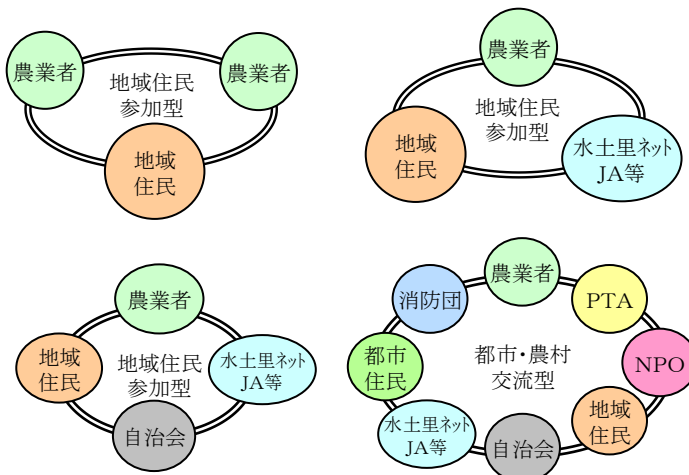 農業者
農業者
地域住民
参加型
地域
住民
農業者
地域住民
参加型
地域
住民
水土里ネット
JA等
農業者
地域
住民
地域住民
参加型
水土里ネット
JA等
自治会
農業者
消防団
PTA
都市
住民
都市・農村
交流型
NPO
地域
住民
水土里ネット
JA等
自治会